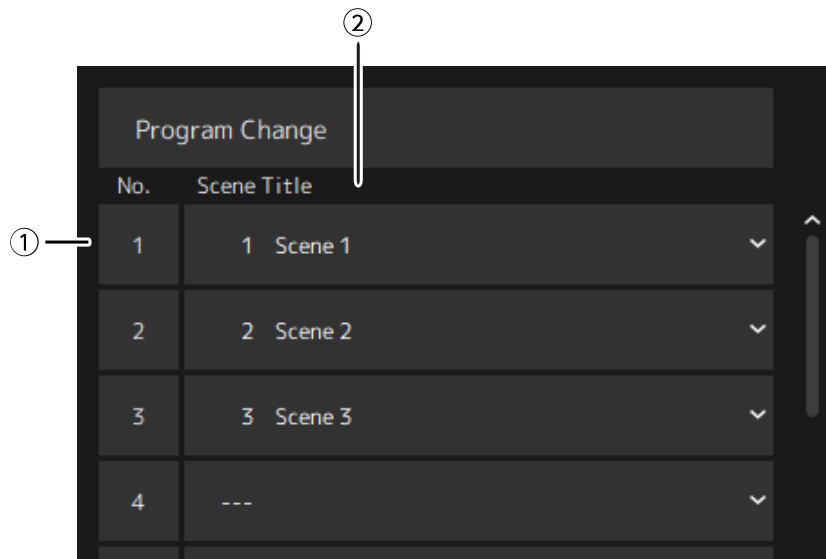 ②
Program Change
No. Scene Title
① 1 1 Scene 1
2 2 Scene 2
3 3 Scene 3
4 ---